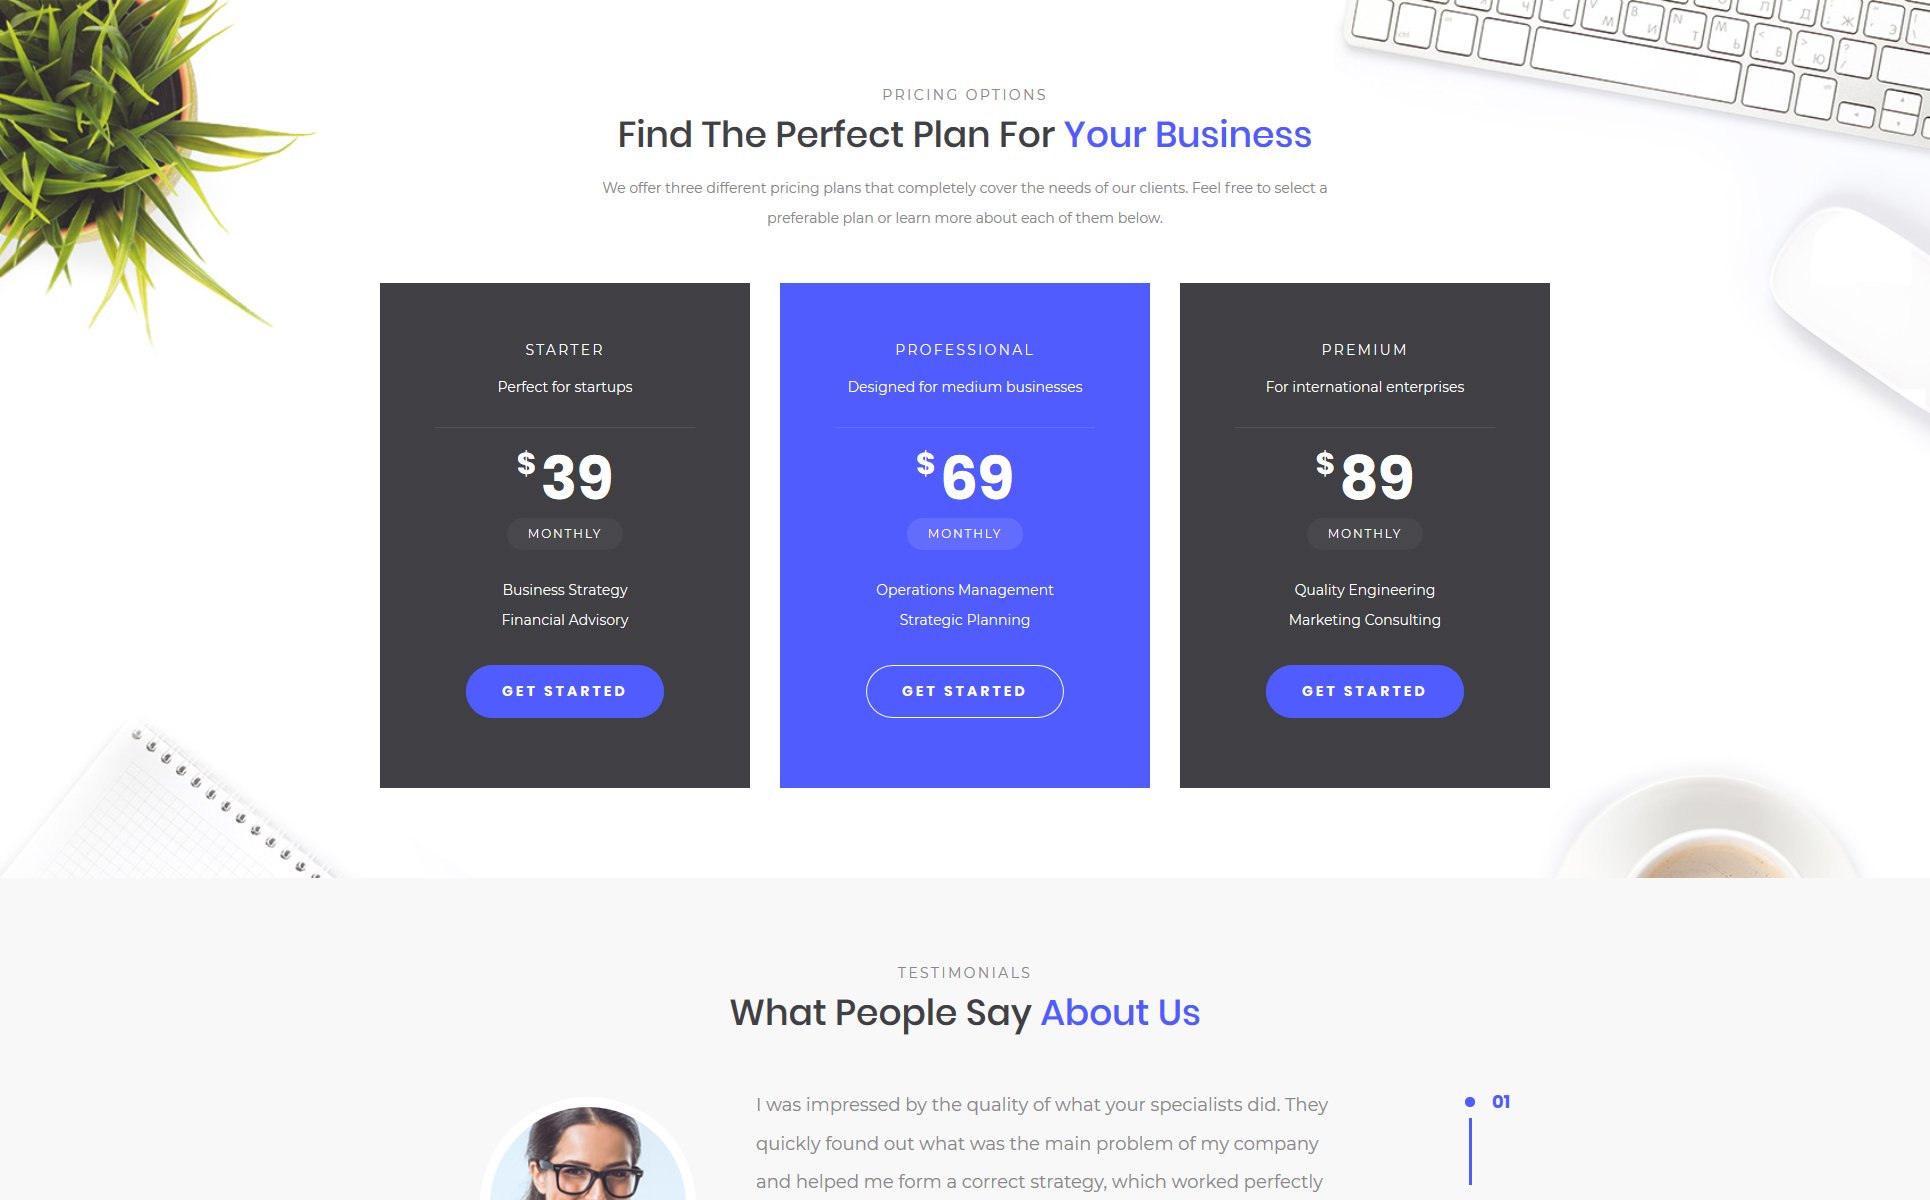 PRICING OPTIONS
Find The Perfect Plan For Your Business
We offer three different pricing plans that completely cover the needs of our clients. Feel free to select a
preferable plan or learn more about each of them below.
STARTER
Perfect for startups
$39
MONTHLY
Business Strategy
Financial Advisory
GET STARTED
PROFESSIONAL
Designed for medium businesses
$69
MONTHLY
Operations Management
Strategic Planning
GET STARTED
PREMIUM
For international enterprises
$89
MONTHLY
Quality Engineering
Marketing Consulting
GET STARTED
TESTIMONIALS
What People Say About Us
I was impressed by the quality of what your specialists did. They
quickly found out what was the main problem of my company
and helped me form a correct strategy, which worked perfectly
01